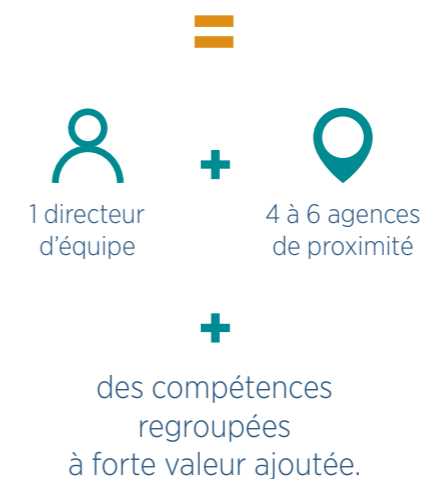 =
1 directeur
d'équipe
+
4 à 6 agences
de proximité
+
des compétences
regroupées
à forte valeur ajoutée.